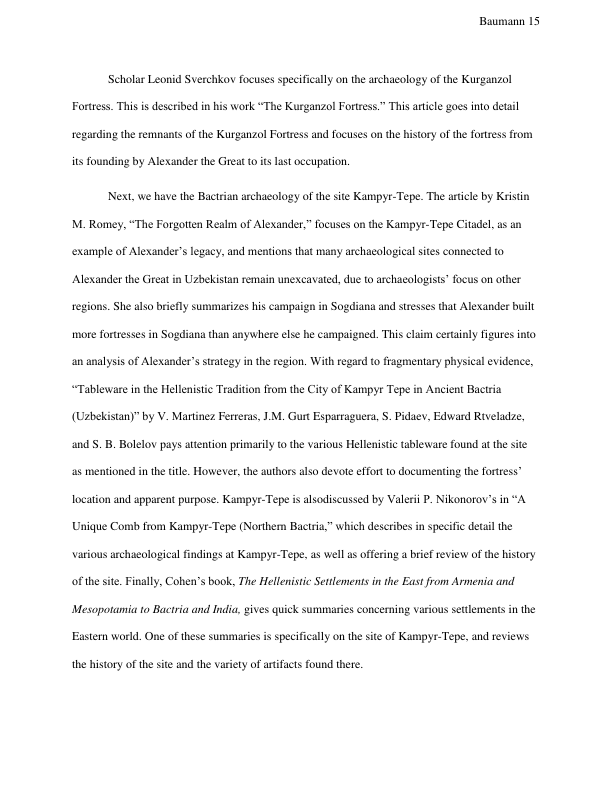 Baumann 15
Scholar Leonid Sverchkov focuses specifically on the archaeology of the Kurganzol
Fortress. This is described in his work “The Kurganzol Fortress.” This article goes into detail
regarding the remnants of the Kurganzol Fortress and focuses on the history of the fortress from
its founding by Alexander the Great to its last occupation.
Next, we have the Bactrian archaeology of the site Kampyr-Tepe. The article by Kristin
M. Romey, “The Forgotten Realm of Alexander,” focuses on the Kampyr-Tepe Citadel, as an
example of Alexander’s legacy, and mentions that many archaeological sites connected to
Alexander the Great in Uzbekistan remain unexcavated, due to archaeologists’ focus on other
regions. She also briefly summarizes his campaign in Sogdiana and stresses that Alexander built
more fortresses in Sogdiana than anywhere else he campaigned. This claim certainly figures into
an analysis of Alexander’s strategy in the region. With regard to fragmentary physical evidence,
“Tableware in the Hellenistic Tradition from the City of Kampyr Tepe in Ancient Bactria
(Uzbekistan)” by V. Martinez Ferreras, J.M. Gurt Esparraguera, S. Pidaev, Edward Rtveladze,
and S. B. Bolelov pays attention primarily to the various Hellenistic tableware found at the site
as mentioned in the title. However, the authors also devote effort to documenting the fortress’
location and apparent purpose. Kampyr-Tepe is alsodiscussed by Valerii P. Nikonorov’s in “A
Unique Comb from Kampyr-Tepe (Northern Bactria,” which describes in specific detail the
various archaeological findings at Kampyr-Tepe, as well as offering a brief review of the history
of the site. Finally, Cohen’s book, The Hellenistic Settlements in the East from Armenia and
Mesopotamia to Bactria and India, gives quick summaries concerning various settlements in the
Eastern world. One of these summaries is specifically on the site of Kampyr-Tepe, and reviews
the history of the site and the variety of artifacts found there.